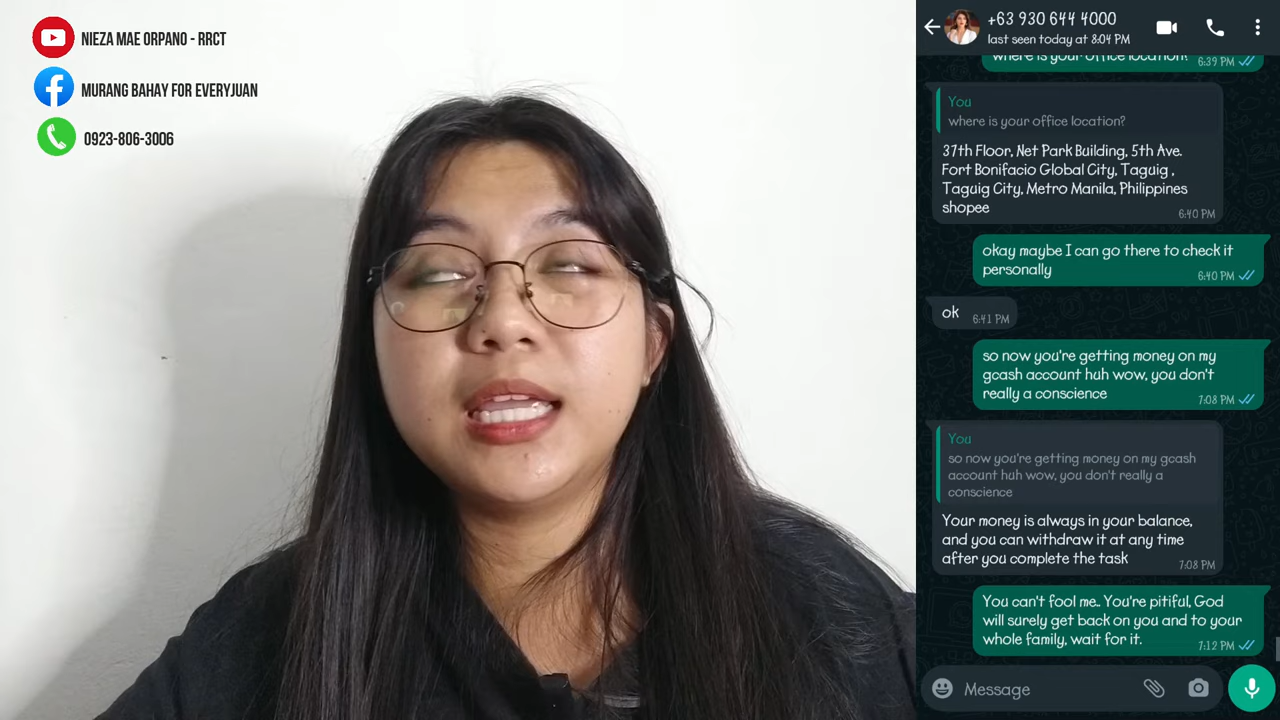 NIEZA MAE ORPANO - RRCT
MURANG BAHAY FOR EVERYJUAN
0923-806-3006
+63 930 644 4000
last seen today at 8:04 PM
where is your office location?
6:39 PM
You
where is your office location?
37th Floor, Net Park Building, 5th Ave.
Fort Bonifacio Global City, Taguig ,
Taguig City, Metro Manila, Philippines
shopee
6:40 PM
okay maybe I can go there to check it
personally
6:40 PM
ok
6:41 PM
so now you're getting money on my
gcash account huh wow, you don't
really a conscience
7:08 PM
You
so now you're getting money on my gcash
account huh wow, you don't really a
conscience
Your money is always in your balance,
and you can withdraw it at any time
after you complete the task
7:08 PM
You can't fool me.. You're pitiful, God
will surely get back on you and to your
whole family, wait for it.
7:12 PM
Message